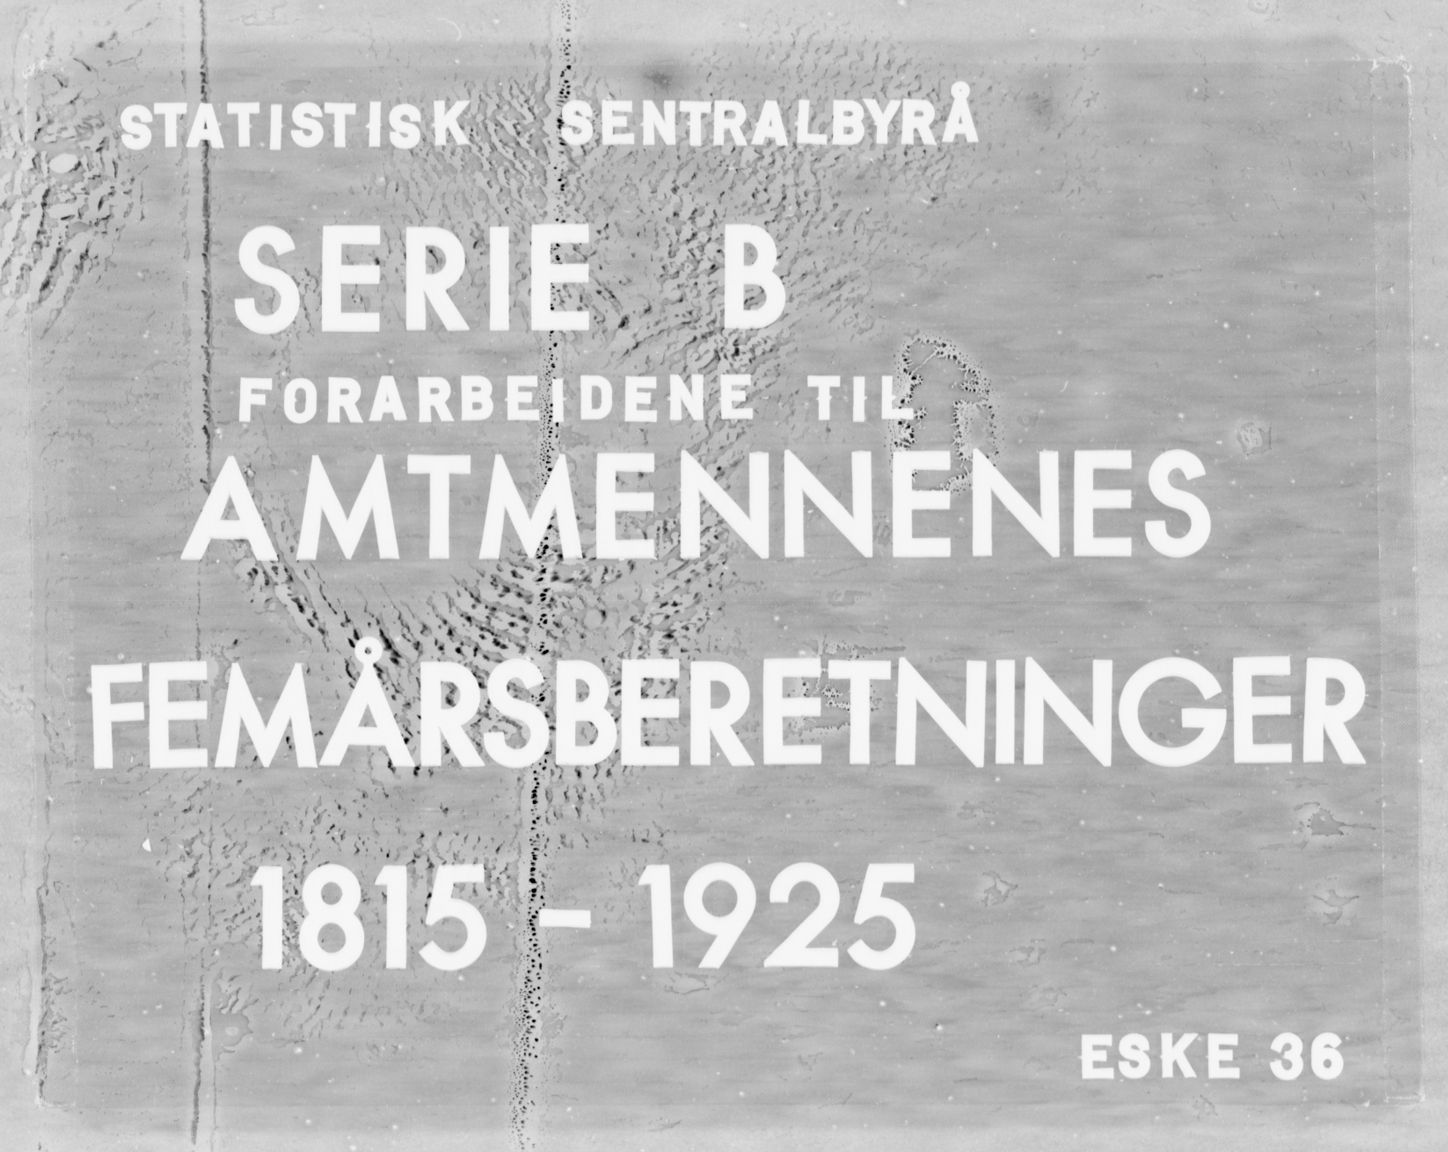 STATISTISK SENTRALBYRÅ
SERIE B
FORARBEIDENE TIL
AMTMENNENES
FEMÅRSBERETNINGER
1815 - 1925
ESKE 36